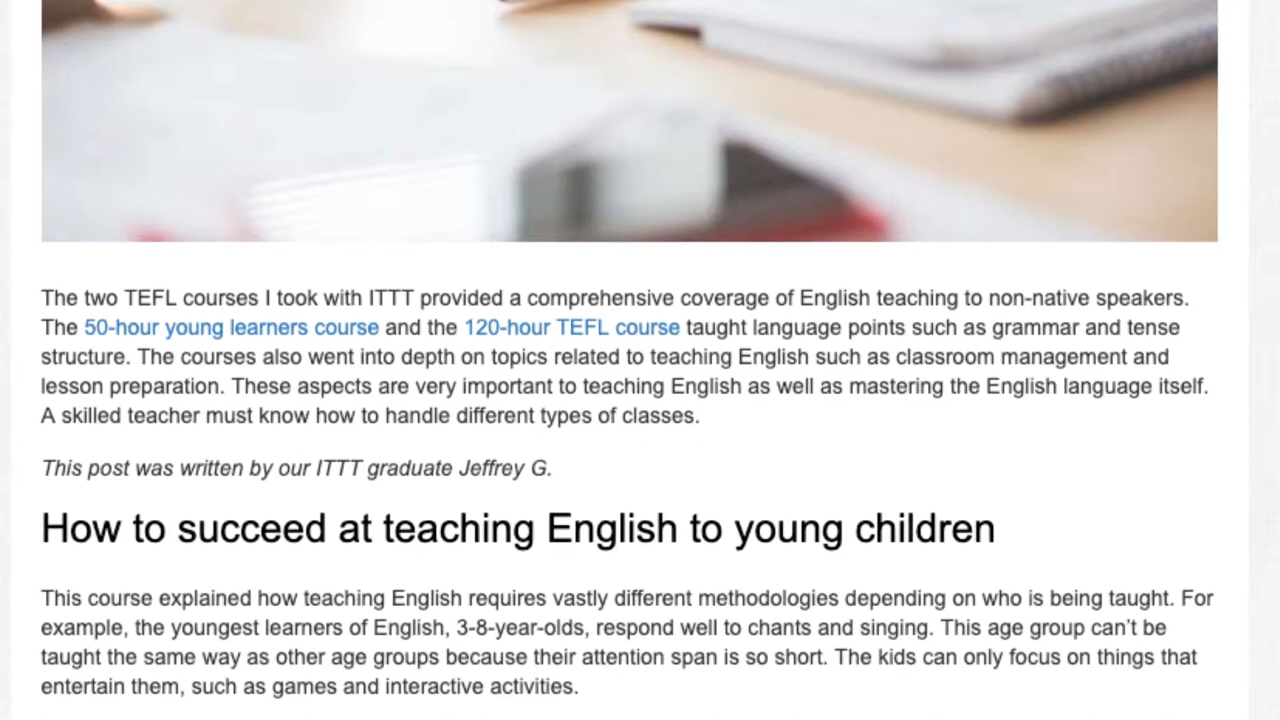 The two TEFL courses I took with ITTT provided a comprehensive coverage of English teaching to non-native speakers.
The 50-hour young learners course and the 120-hour TEFL course taught language points such as grammar and tense
structure. The courses also went into depth on topics related to teaching English such as classroom management and
lesson preparation. These aspects are very important to teaching English as well as mastering the English language itself.
A skilled teacher must know how to handle different types of classes.
This post was written by our ITTT graduate Jeffrey G.
How to succeed at teaching English to young children
This course explained how teaching English requires vastly different methodologies depending on who is being taught. For
example, the youngest learners of English, 3-8-year-olds, respond well to chants and singing. This age group can’t be
taught the same way as other age groups because their attention span is so short. The kids can only focus on things that
entertain them, such as games and interactive activities.